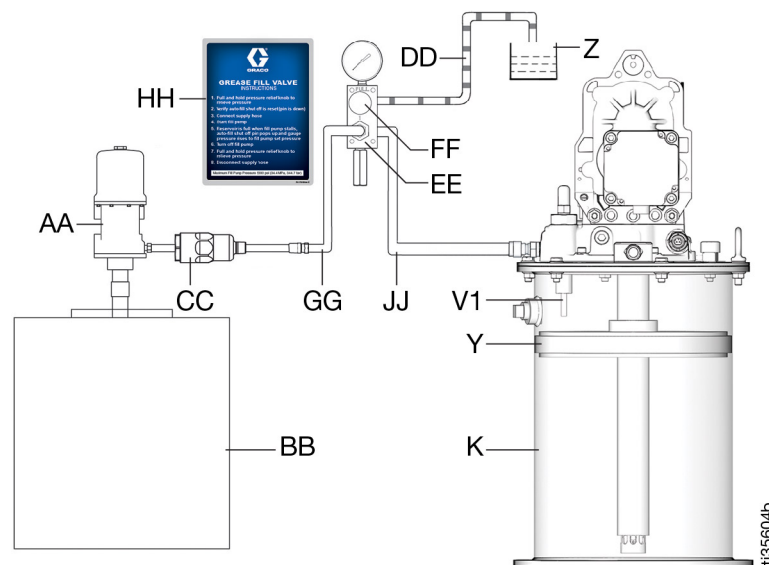 DD
Z
HH
GRACO
GREASE FILL VALVE
INSTRUCTIONS
1. Pull and hold pressure relief knob to
relieve pressure
2. Verify auto-fill shut off is reset (pin is down)
3. Connect supply hose
4. Start fill pump
5. Reservoir is full when fill pump stalls,
auto-fill shut off pin pops up and gauge
pressure rises to fill pump set pressure
6. Turn off fill pump
7. Pull and hold pressure relief knob to
relieve pressure
8. Disconnect supply hose
FILL
FF
EE
AA
CC
GG
JJ
V1
Y
BB
K
ti35604b